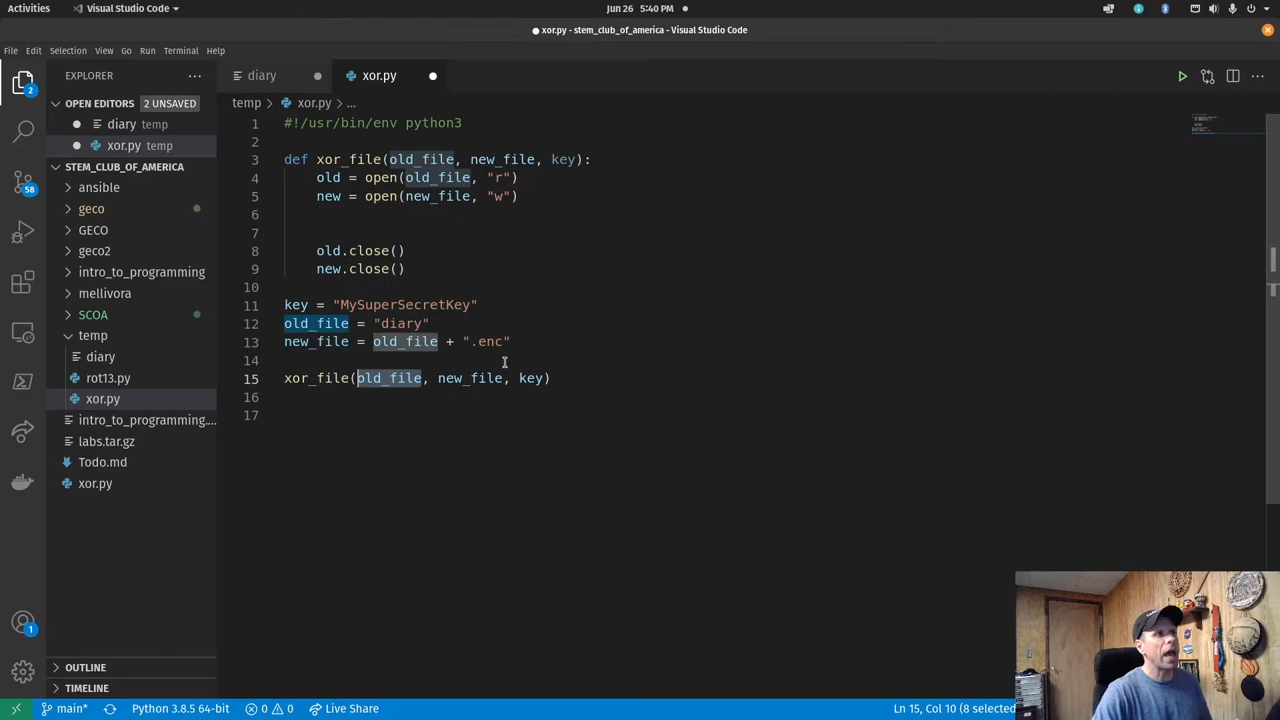 Activities
Visual Studio Code
Jun 26 5:40 PM
xor.py - stem_club_of_america - Visual Studio Code
File Edit Selection View Go Run Terminal Help
EXPLORER
OPEN EDITORS 2 UNSAVED
diary temp
xor.py temp
STEM_CLUB_OF_AMERICA
ansible
geco
GECO
geco2
intro_to_programming
mellivora
SCOA
temp
diary
rot13.py
xor.py
intro_to_programming....
labs.tar.gz
Todo.md
xor.py
OUTLINE
TIMELINE
2
58
1
diary
xor.py
temp > xor.py > ...
1 #!/usr/bin/env python3
2
3 def xor_file(old_file, new_file, key):
4 old = open(old_file, "r")
5 new = open(new_file, "w")
6
7
8 old.close()
9 new.close()
10
11 key = "MySuperSecretKey"
12 old_file = "diary"
13 new_file = old_file + ".enc"
14
15 xor_file(old_file, new_file, key)
16
17
main* Python 3.8.5 64-bit 0 0 Live Share Ln 15, Col 10 (8 selected)